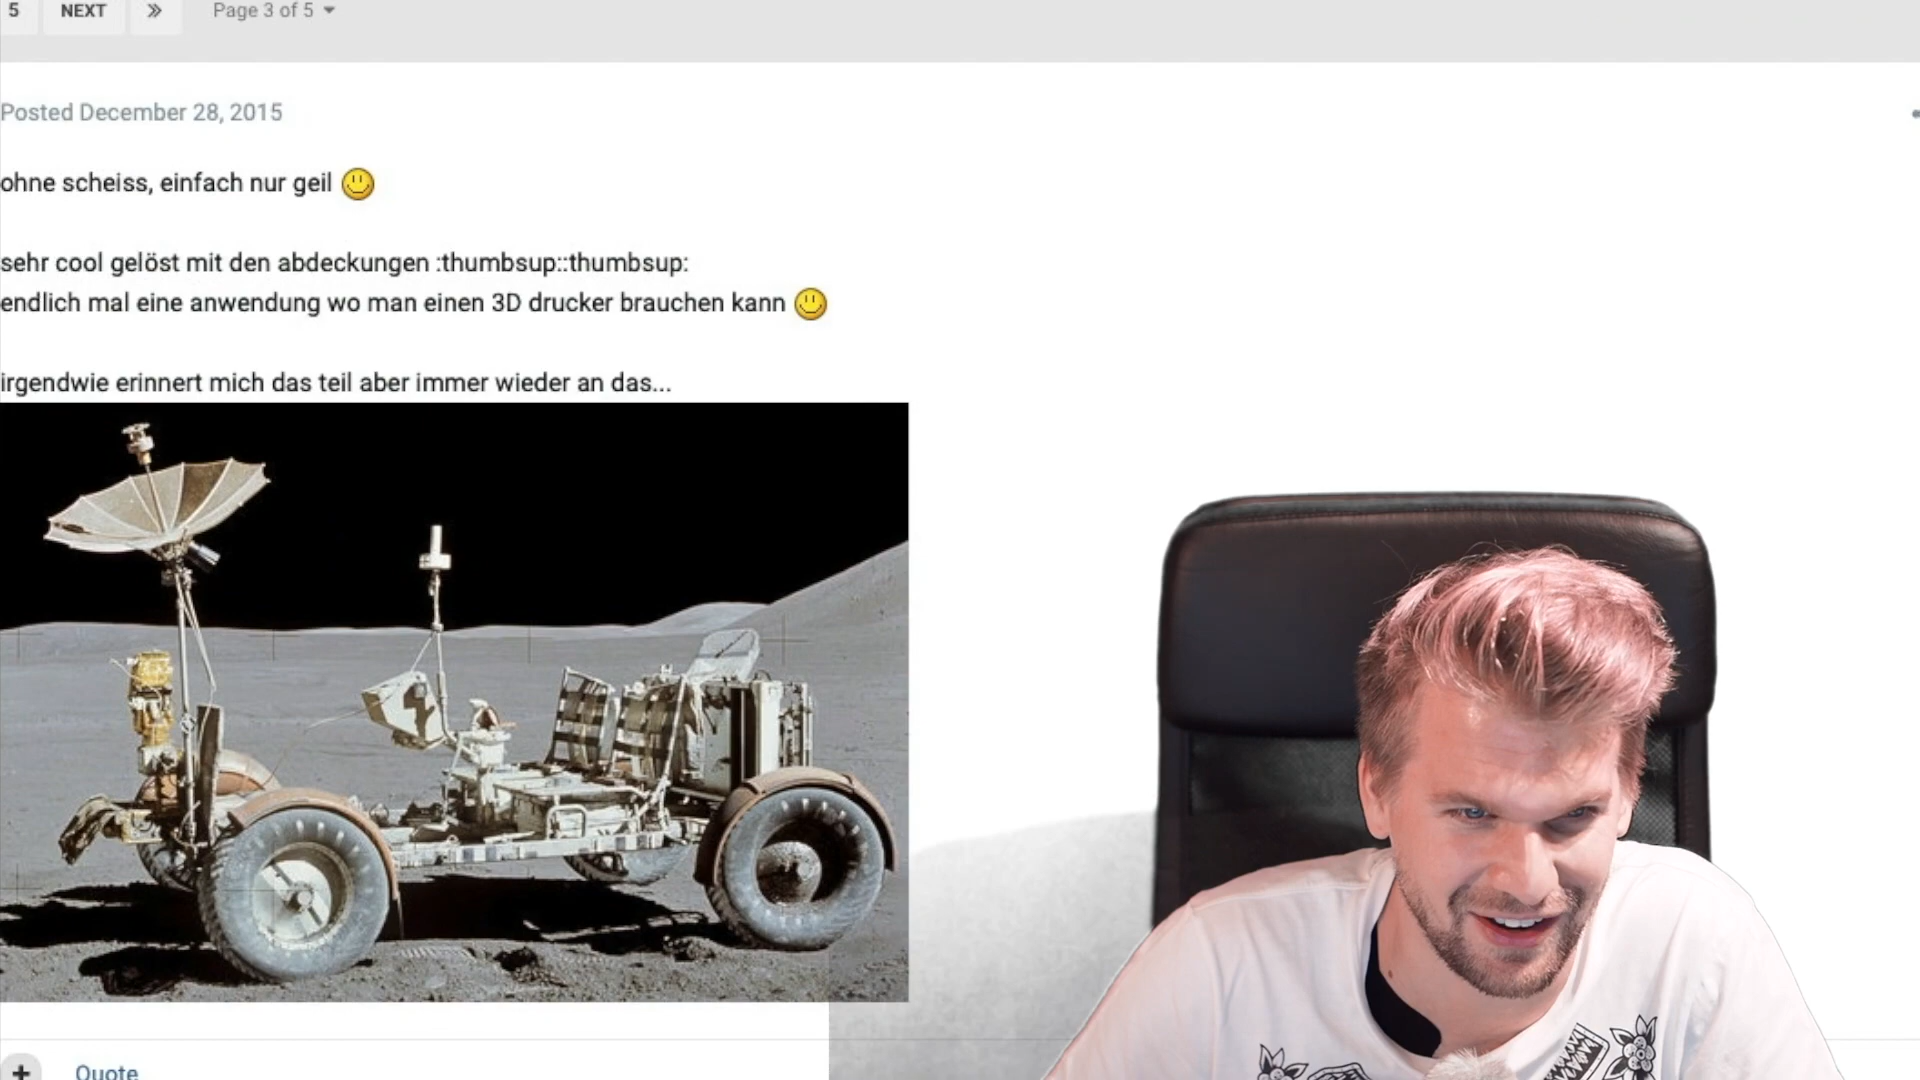 5 NEXT Page 3 of 5
Posted December 28, 2015
ohne scheiss, einfach nur geil
sehr cool gelöst mit den abdeckungen :thumbsup::thumbsup:
endlich mal eine anwendung wo man einen 3D drucker brauchen kann
irgendwie erinnert mich das teil aber immer wieder an das...
+ Quote